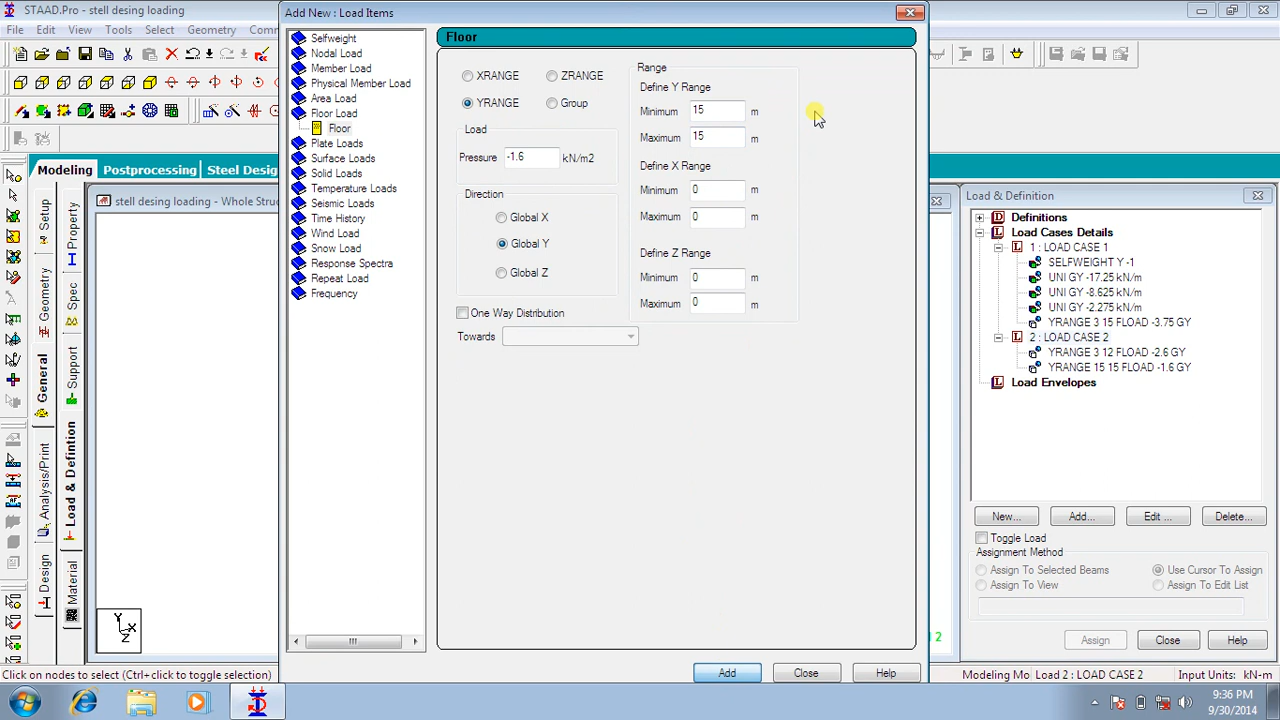 STAAD.Pro - stell desing loading
File Edit View Tools Select Geometry Comm
Modeling Postprocessing Steel Desig
stell desing loading - Whole Struc
Setup
Geometry
General
Analysis/Print
Design
Property
Spec
Support
Load & Definition
Material
Y
X
Z
Add New : Load Items
Selfweight
Nodal Load
Member Load
Physical Member Load
Area Load
Floor Load
Floor
Plate Loads
Surface Loads
Solid Loads
Temperature Loads
Seismic Loads
Time History
Wind Load
Snow Load
Response Spectra
Repeat Load
Frequency
Floor
XRANGE ZRANGE
YRANGE Group
Load
Pressure -1.6 kN/m2
Direction
Global X
Global Y
Global Z
One Way Distribution
Towards
Range
Define Y Range
Minimum 15 m
Maximum 15 m
Define X Range
Minimum 0 m
Maximum 0 m
Define Z Range
Minimum 0 m
Maximum 0 m
Add Close Help
Load & Definition
D Definitions
L Load Cases Details
L 1 : LOAD CASE 1
SELFWEIGHT Y -1
UNI GY -17.25 kN/m
UNI GY -8.625 kN/m
UNI GY -2.275 kN/m
YRANGE 3 15 FLOAD -3.75 GY
L 2 : LOAD CASE 2
YRANGE 3 12 FLOAD -2.6 GY
YRANGE 15 15 FLOAD -1.6 GY
L Load Envelopes
New... Add... Edit ... Delete...
Toggle Load
Assignment Method
Assign To Selected Beams Use Cursor To Assign
Assign To View Assign To Edit List
Assign Close Help
2
Click on nodes to select (Ctrl+click to toggle selection) Modeling Mo Load 2 : LOAD CASE 2 Input Units: kN-m
9:36 PM
9/30/2014